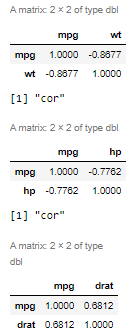 A matrix: 2 × 2 of type dbl
mpg wt
mpg 1.0000 -0.8677
wt -0.8677 1.0000
[1] "cor"
A matrix: 2 × 2 of type dbl
mpg hp
mpg 1.0000 -0.7762
hp -0.7762 1.0000
[1] "cor"
A matrix: 2 × 2 of type
dbl
mpg drat
mpg 1.0000 0.6812
drat 0.6812 1.0000